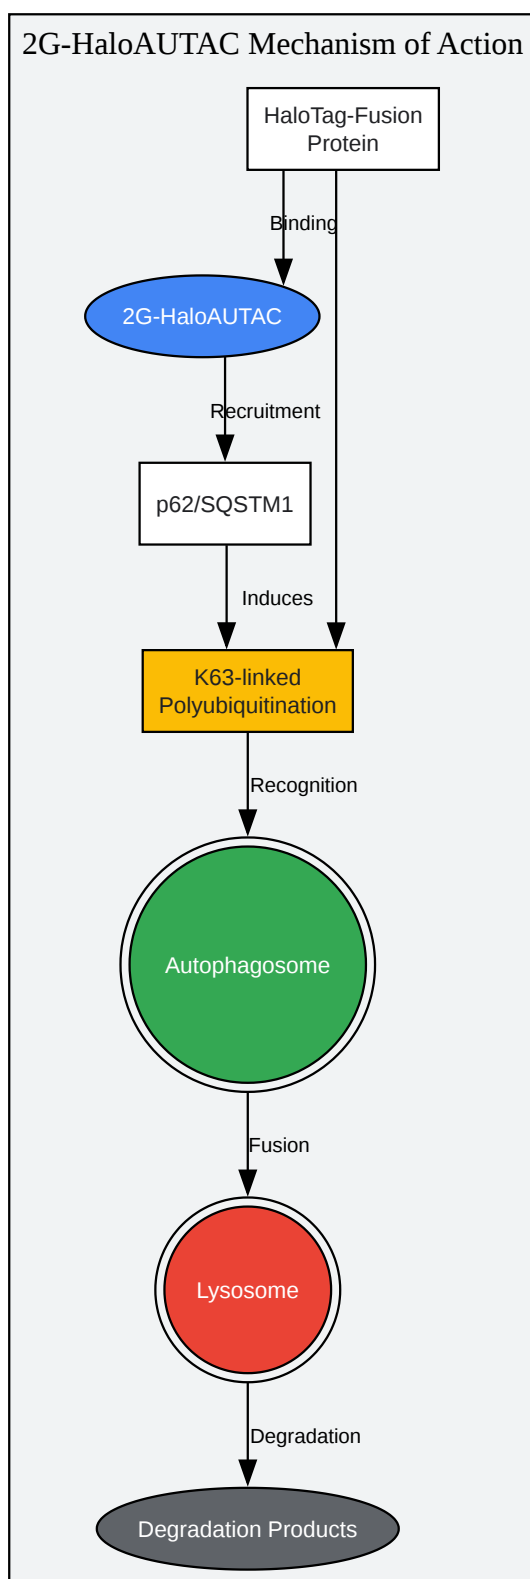 2G-HaloAUTAC Mechanism of Action
HaloTag-Fusion
Protein
Binding
2G-HaloAUTAC
Recruitment
p62/SQSTM1
Induces
K63-linked
Polyubiquitination
Recognition
Autophagosome
Fusion
Lysosome
Degradation
Degradation Products